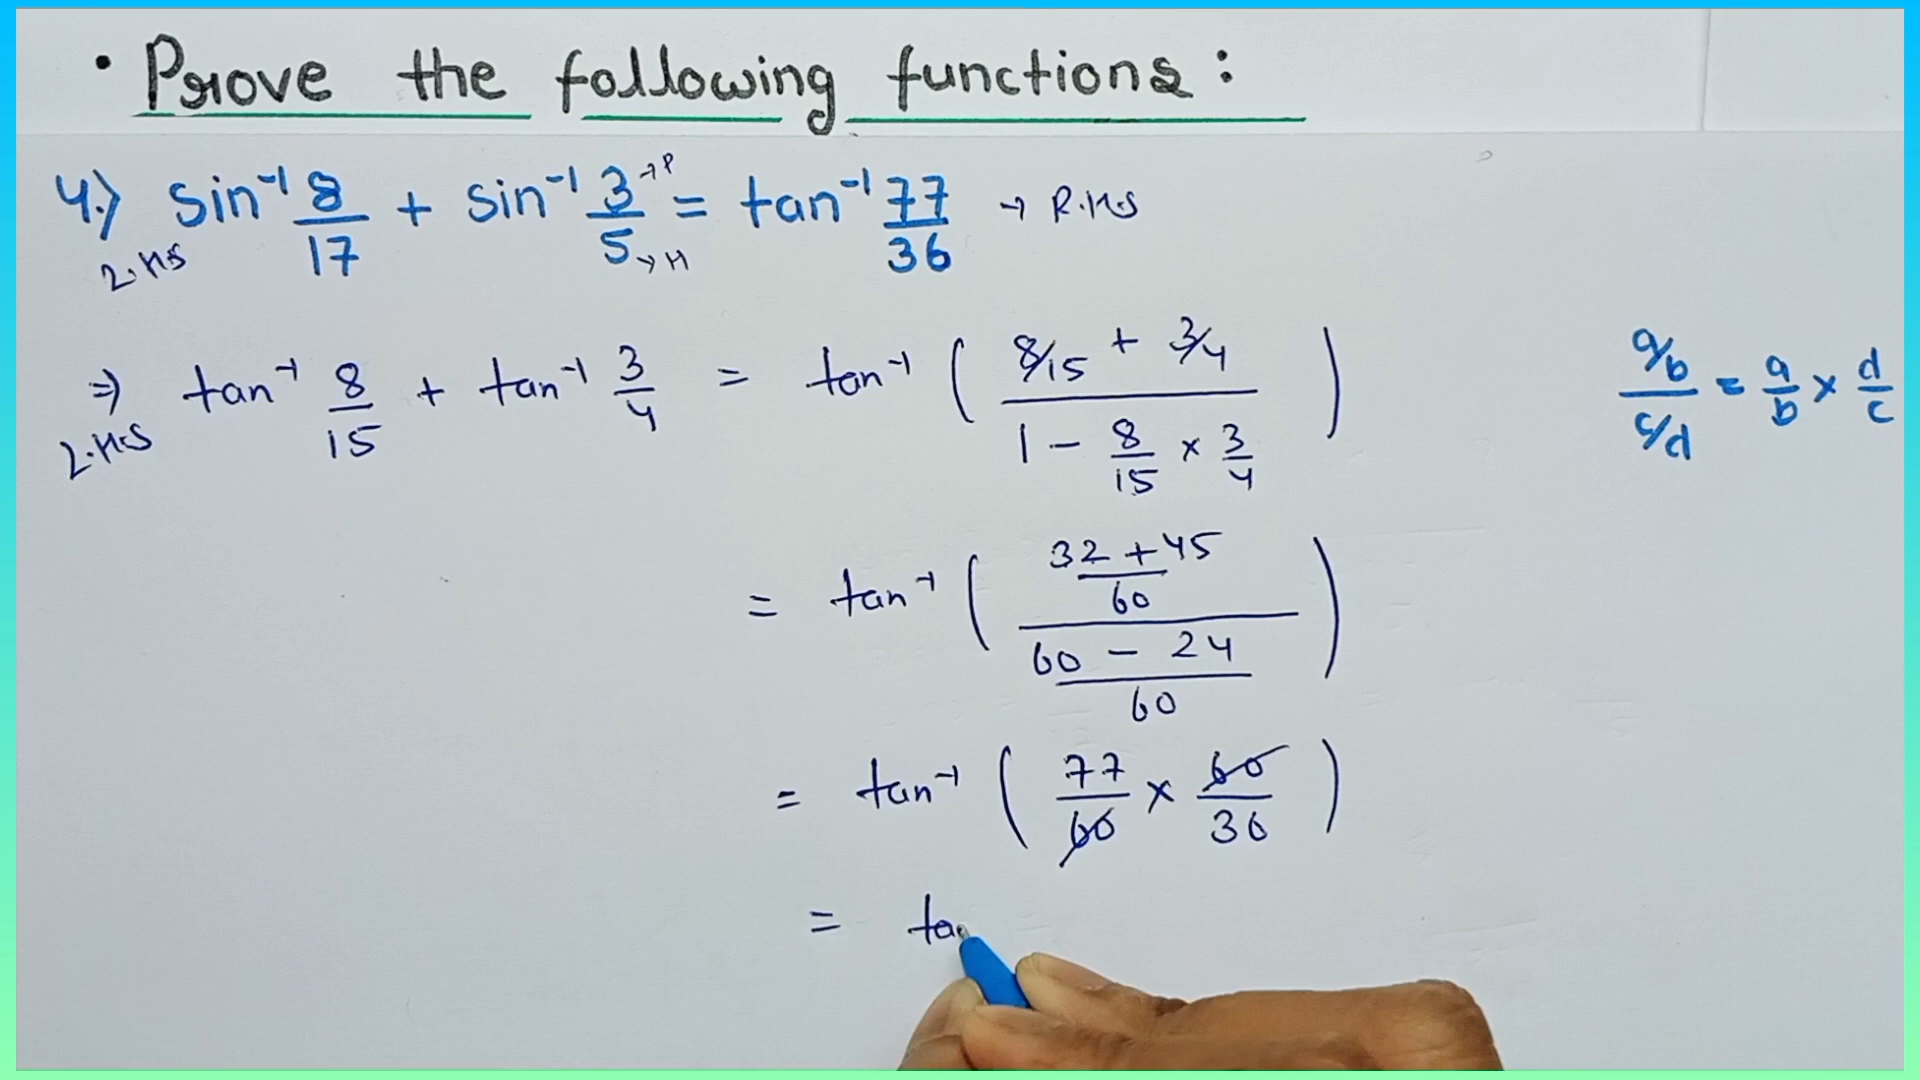 • Prove the following functions:
4.) sin⁻¹ 8/17 + sin⁻¹ 3/5 = tan⁻¹ 77/36 → R.H.S
→P
→H
L.H.S
⇒ tan⁻¹ 8/15 + tan⁻¹ 3/4 = tan⁻¹ ( (8/15 + 3/4) / (1 - 8/15 × 3/4) )
L.H.S
(a/b)/(c/d) = a/b × d/c
= tan⁻¹ ( ((32 + 45)/60) / ((60 - 24)/60) )
= tan⁻¹ ( 77/60 × 60/36 )
= tan